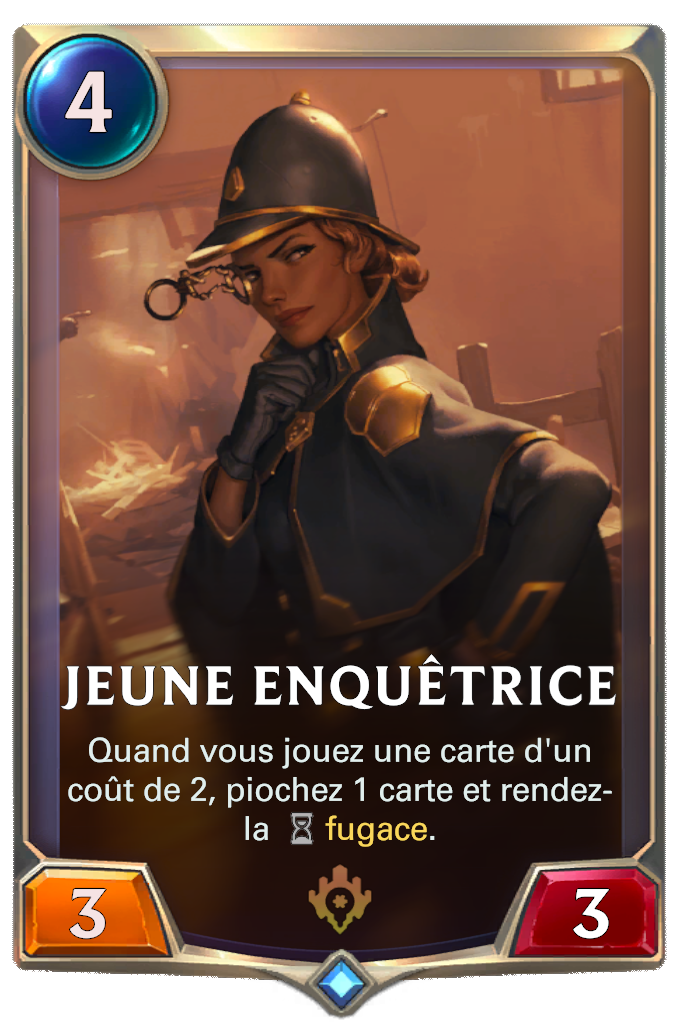 4
JEUNE ENQUÊTRICE
Quand vous jouez une carte d'un
coût de 2, piochez 1 carte et rendez-
la fugace.
3
3